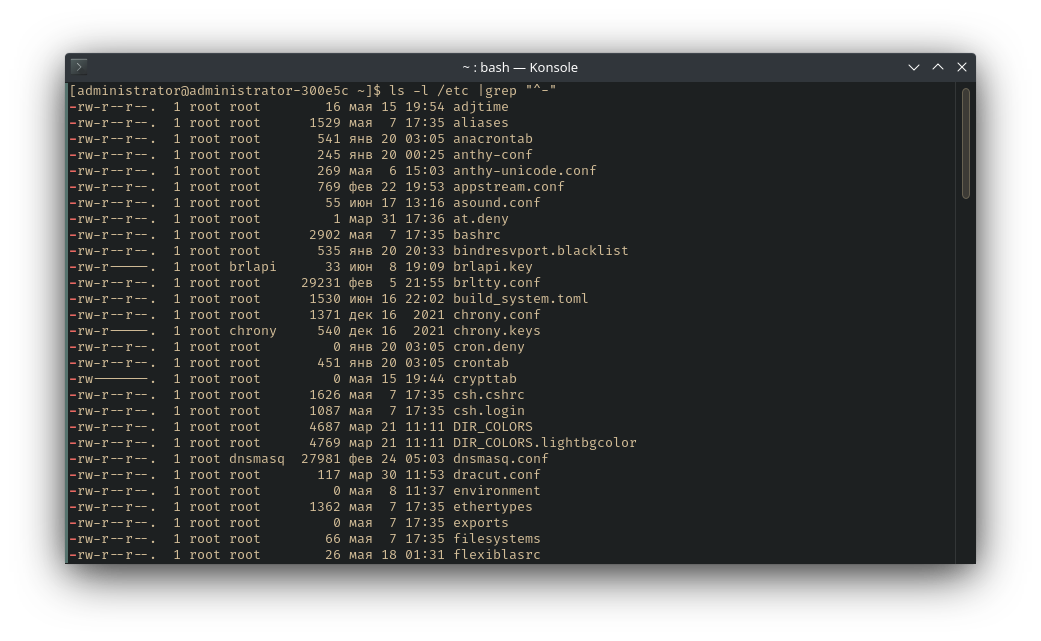 ~ : bash — Konsole
[administrator@administrator-300e5c ~]$ ls -l /etc |grep "^-"
-rw-r--r--.  1 root root        16 мая 15 19:54 adjtime
-rw-r--r--.  1 root root      1529 мая  7 17:35 aliases
-rw-r--r--.  1 root root       541 янв 20 03:05 anacrontab
-rw-r--r--.  1 root root       245 янв 20 00:25 anthy-conf
-rw-r--r--.  1 root root       269 мая  6 15:03 anthy-unicode.conf
-rw-r--r--.  1 root root       769 фев 22 19:53 appstream.conf
-rw-r--r--.  1 root root        55 июн 17 13:16 asound.conf
-rw-r--r--.  1 root root         1 мар 31 17:36 at.deny
-rw-r--r--.  1 root root      2902 мая  7 17:35 bashrc
-rw-r--r--.  1 root root       535 янв 20 20:33 bindresvport.blacklist
-rw-r-----.  1 root brlapi      33 июн  8 19:09 brlapi.key
-rw-r--r--.  1 root root     29231 фев  5 21:55 brltty.conf
-rw-r--r--.  1 root root      1530 июн 16 22:02 build_system.toml
-rw-r--r--.  1 root root      1371 дек 16  2021 chrony.conf
-rw-r-----.  1 root chrony     540 дек 16  2021 chrony.keys
-rw-r--r--.  1 root root         0 янв 20 03:05 cron.deny
-rw-r--r--.  1 root root       451 янв 20 03:05 crontab
-rw-------.  1 root root         0 мая 15 19:44 crypttab
-rw-r--r--.  1 root root      1626 мая  7 17:35 csh.cshrc
-rw-r--r--.  1 root root      1087 мая  7 17:35 csh.login
-rw-r--r--.  1 root root      4687 мар 21 11:11 DIR_COLORS
-rw-r--r--.  1 root root      4769 мар 21 11:11 DIR_COLORS.lightbgcolor
-rw-r--r--.  1 root dnsmasq  27981 фев 24 05:03 dnsmasq.conf
-rw-r--r--.  1 root root       117 мар 30 11:53 dracut.conf
-rw-r--r--.  1 root root         0 мая  8 11:37 environment
-rw-r--r--.  1 root root      1362 мая  7 17:35 ethertypes
-rw-r--r--.  1 root root         0 мая  7 17:35 exports
-rw-r--r--.  1 root root        66 мая  7 17:35 filesystems
-rw-r--r--.  1 root root        26 мая 18 01:31 flexiblasrc